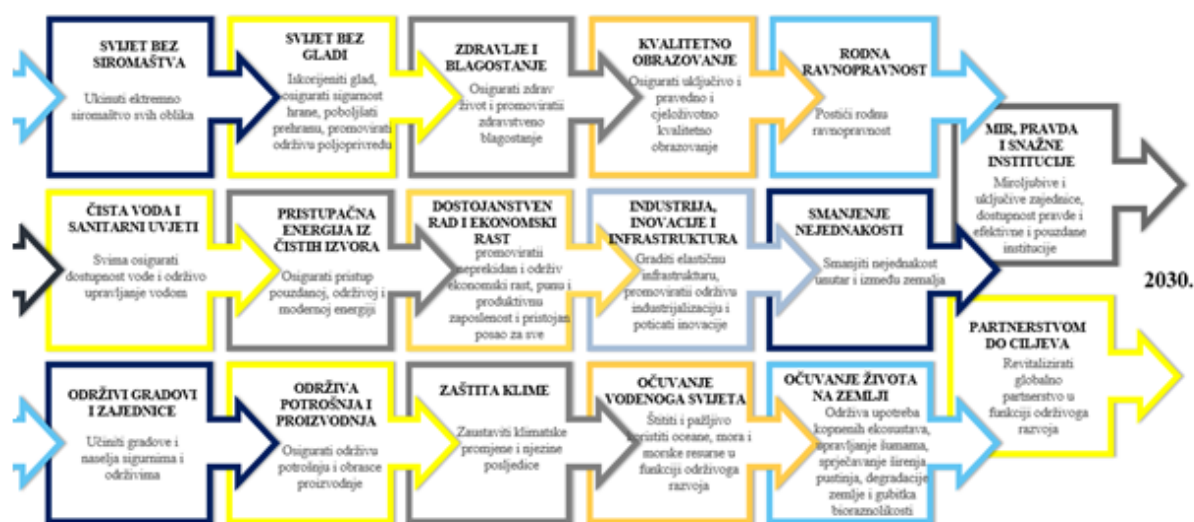 SVIJET BEZ
SIROMAŠTVA
Ukinuti ektremno
siromaštvo svih oblika
SVIJET BEZ
GLADI
Iskorijeniti glad,
osigurati sigurnost
hrane, poboljšati
prehranu, promovirati
održivu poljoprivredu
ZDRAVLJE I
BLAGOSTANJE
Osigurati zdrav
život i promoviratii
zdravstveno
blagostanje
KVALITETNO
OBRAZOVANJE
Osigurati uključivo i
pravedno i
cjeloživotno
kvalitetno
obrazovanje
RODNA
RAVNOPRAVNOST
Postići rodnu
ravnopravnost
MIR, PRAVDA
I SNAŽNE
INSTITUCIJE
Miroljubive i
uključive zajednice,
dostupnost pravde i
efektivne i pouzdane
institucije
ČISTA VODA I
SANITARNI UVJETI
Svima osigurati
dostupnost vode i održivo
upravljanje vodom
PRISTUPAČNA
ENERGIJA IZ
ČISTIH IZVORA
Osigurati pristup
pouzdanoj, održivoj i
modernoj energiji
DOSTOJANSTVEN
RAD I EKONOMSKI
RAST
promoviratii
neprekidan i održiv
ekonomski rast, punu i
produktivnu
zaposlenost i pristojan
posao za sve
INDUSTRIJA,
INOVACIJE I
INFRASTRUKTURA
Graditi elastičnu
infrastrukturu,
promoviratii održivu
industrijalizaciju i
poticati inovacije
SMANJENJE
NEJEDNAKOSTI
Smanjiti nejednakost
unutar i između zemalja
2030.
PARTNERSTVOM
DO CILJEVA
Revitalizirati
globalno
partnerstvo u
funkciji održivoga
razvoja
ODRŽIVI GRADOVI
I ZAJEDNICE
Učiniti gradove i
naselja sigurnima i
održivima
ODRŽIVA
POTROŠNJA I
PROIZVODNJA
Osigurati održivu
potrošnju i obrasce
proizvodnje
ZAŠTITA KLIME
Zaustaviti klimatske
promjene i njezine
posljedice
OČUVANJE
VODENOGA SVIJETA
Štititi i pažljivo
koristiti oceane, mora i
morske resurse u
funkciji održivoga
razvoja
OČUVANJE ŽIVOTA
NA ZEMLJI
Održiva upotreba
kopnenih ekosustava,
upravljanje šumama,
sprječavanje širenja
pustinja, degradacije
zemlje i gubitka
bioraznolikosti